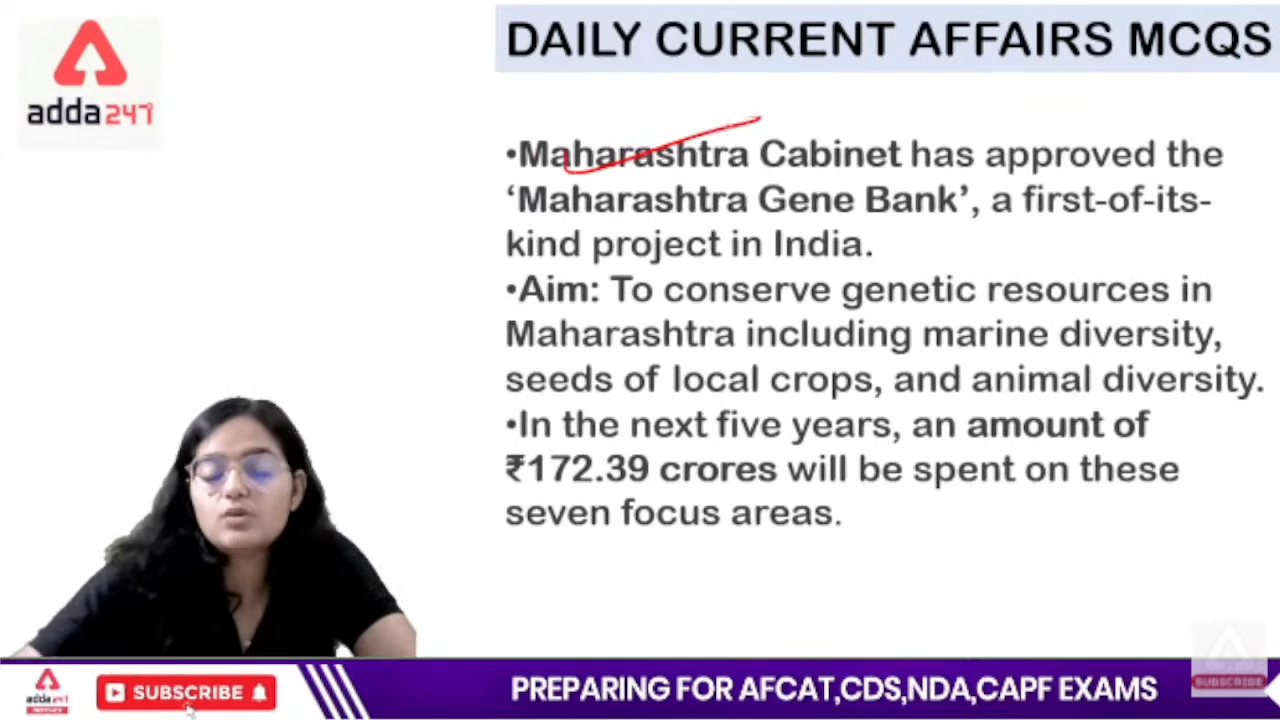 DAILY CURRENT AFFAIRS MCQS
adda247
•Maharashtra Cabinet has approved the
‘Maharashtra Gene Bank’, a first-of-its-
kind project in India.
•Aim: To conserve genetic resources in
Maharashtra including marine diversity,
seeds of local crops, and animal diversity.
•In the next five years, an amount of
₹172.39 crores will be spent on these
seven focus areas.
adda247
SUBSCRIBE
PREPARING FOR AFCAT,CDS,NDA,CAPF EXAMS
SUBSCRIBE